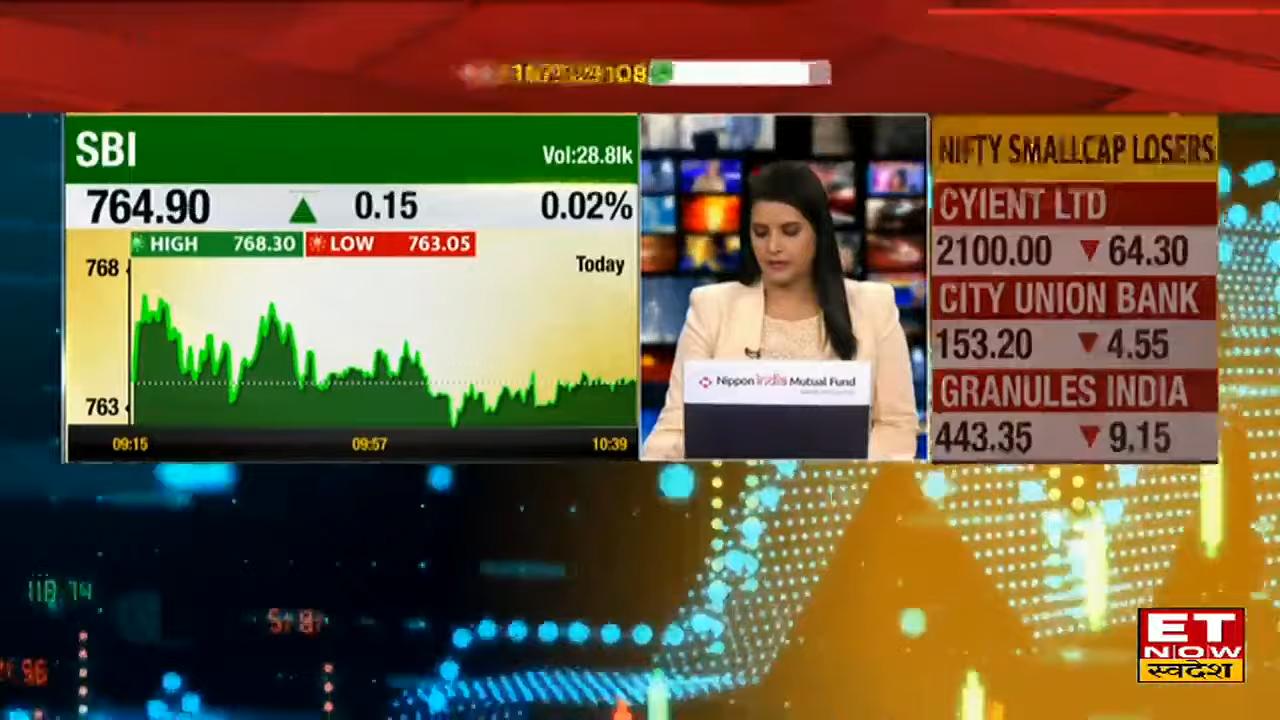 SBI
Vol:28.8lk
764.90 ▲ 0.15 0.02%
HIGH 768.30 LOW 763.05
Today
768
763
09:15 09:57 10:39
Nippon india Mutual Fund
NIFTY SMALLCAP LOSERS
CYIENT LTD
2100.00 ▼ 64.30
CITY UNION BANK
153.20 ▼ 4.55
GRANULES INDIA
443.35 ▼ 9.15
ET
NOW
स्वदेश